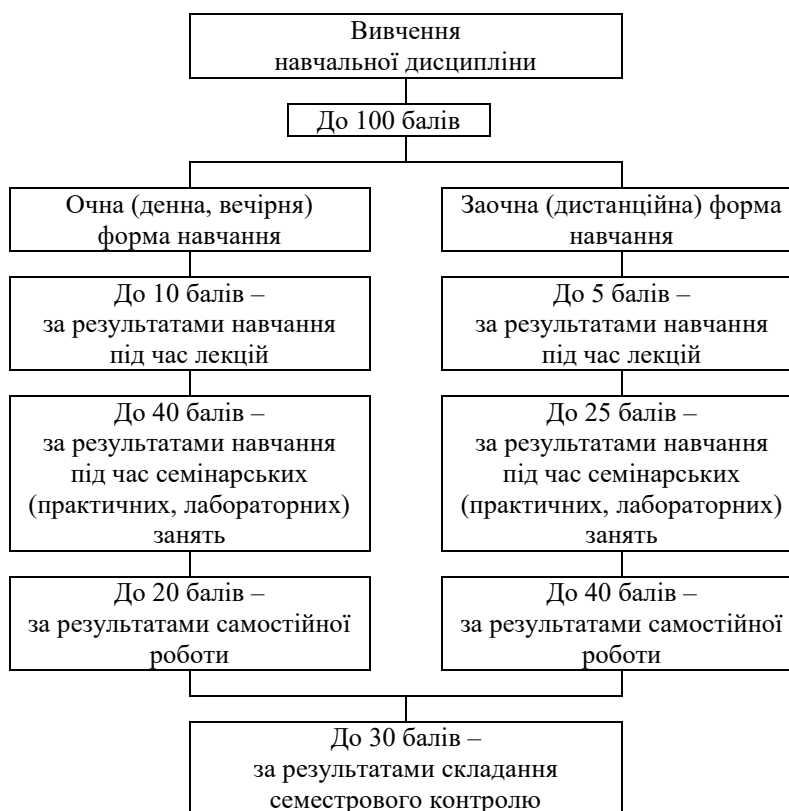 Вивчення
навчальної дисципліни
До 100 балів
Очна (денна, вечірня)
форма навчання
До 10 балів –
за результатами навчання
під час лекцій
До 40 балів –
за результатами навчання
під час семінарських
(практичних, лабораторних)
занять
До 20 балів –
за результатами самостійної
роботи
Заочна (дистанційна) форма
навчання
До 5 балів –
за результатами навчання
під час лекцій
До 25 балів –
за результатами навчання
під час семінарських
(практичних, лабораторних)
занять
До 40 балів –
за результатами самостійної
роботи
До 30 балів –
за результатами складання
семестрового контролю